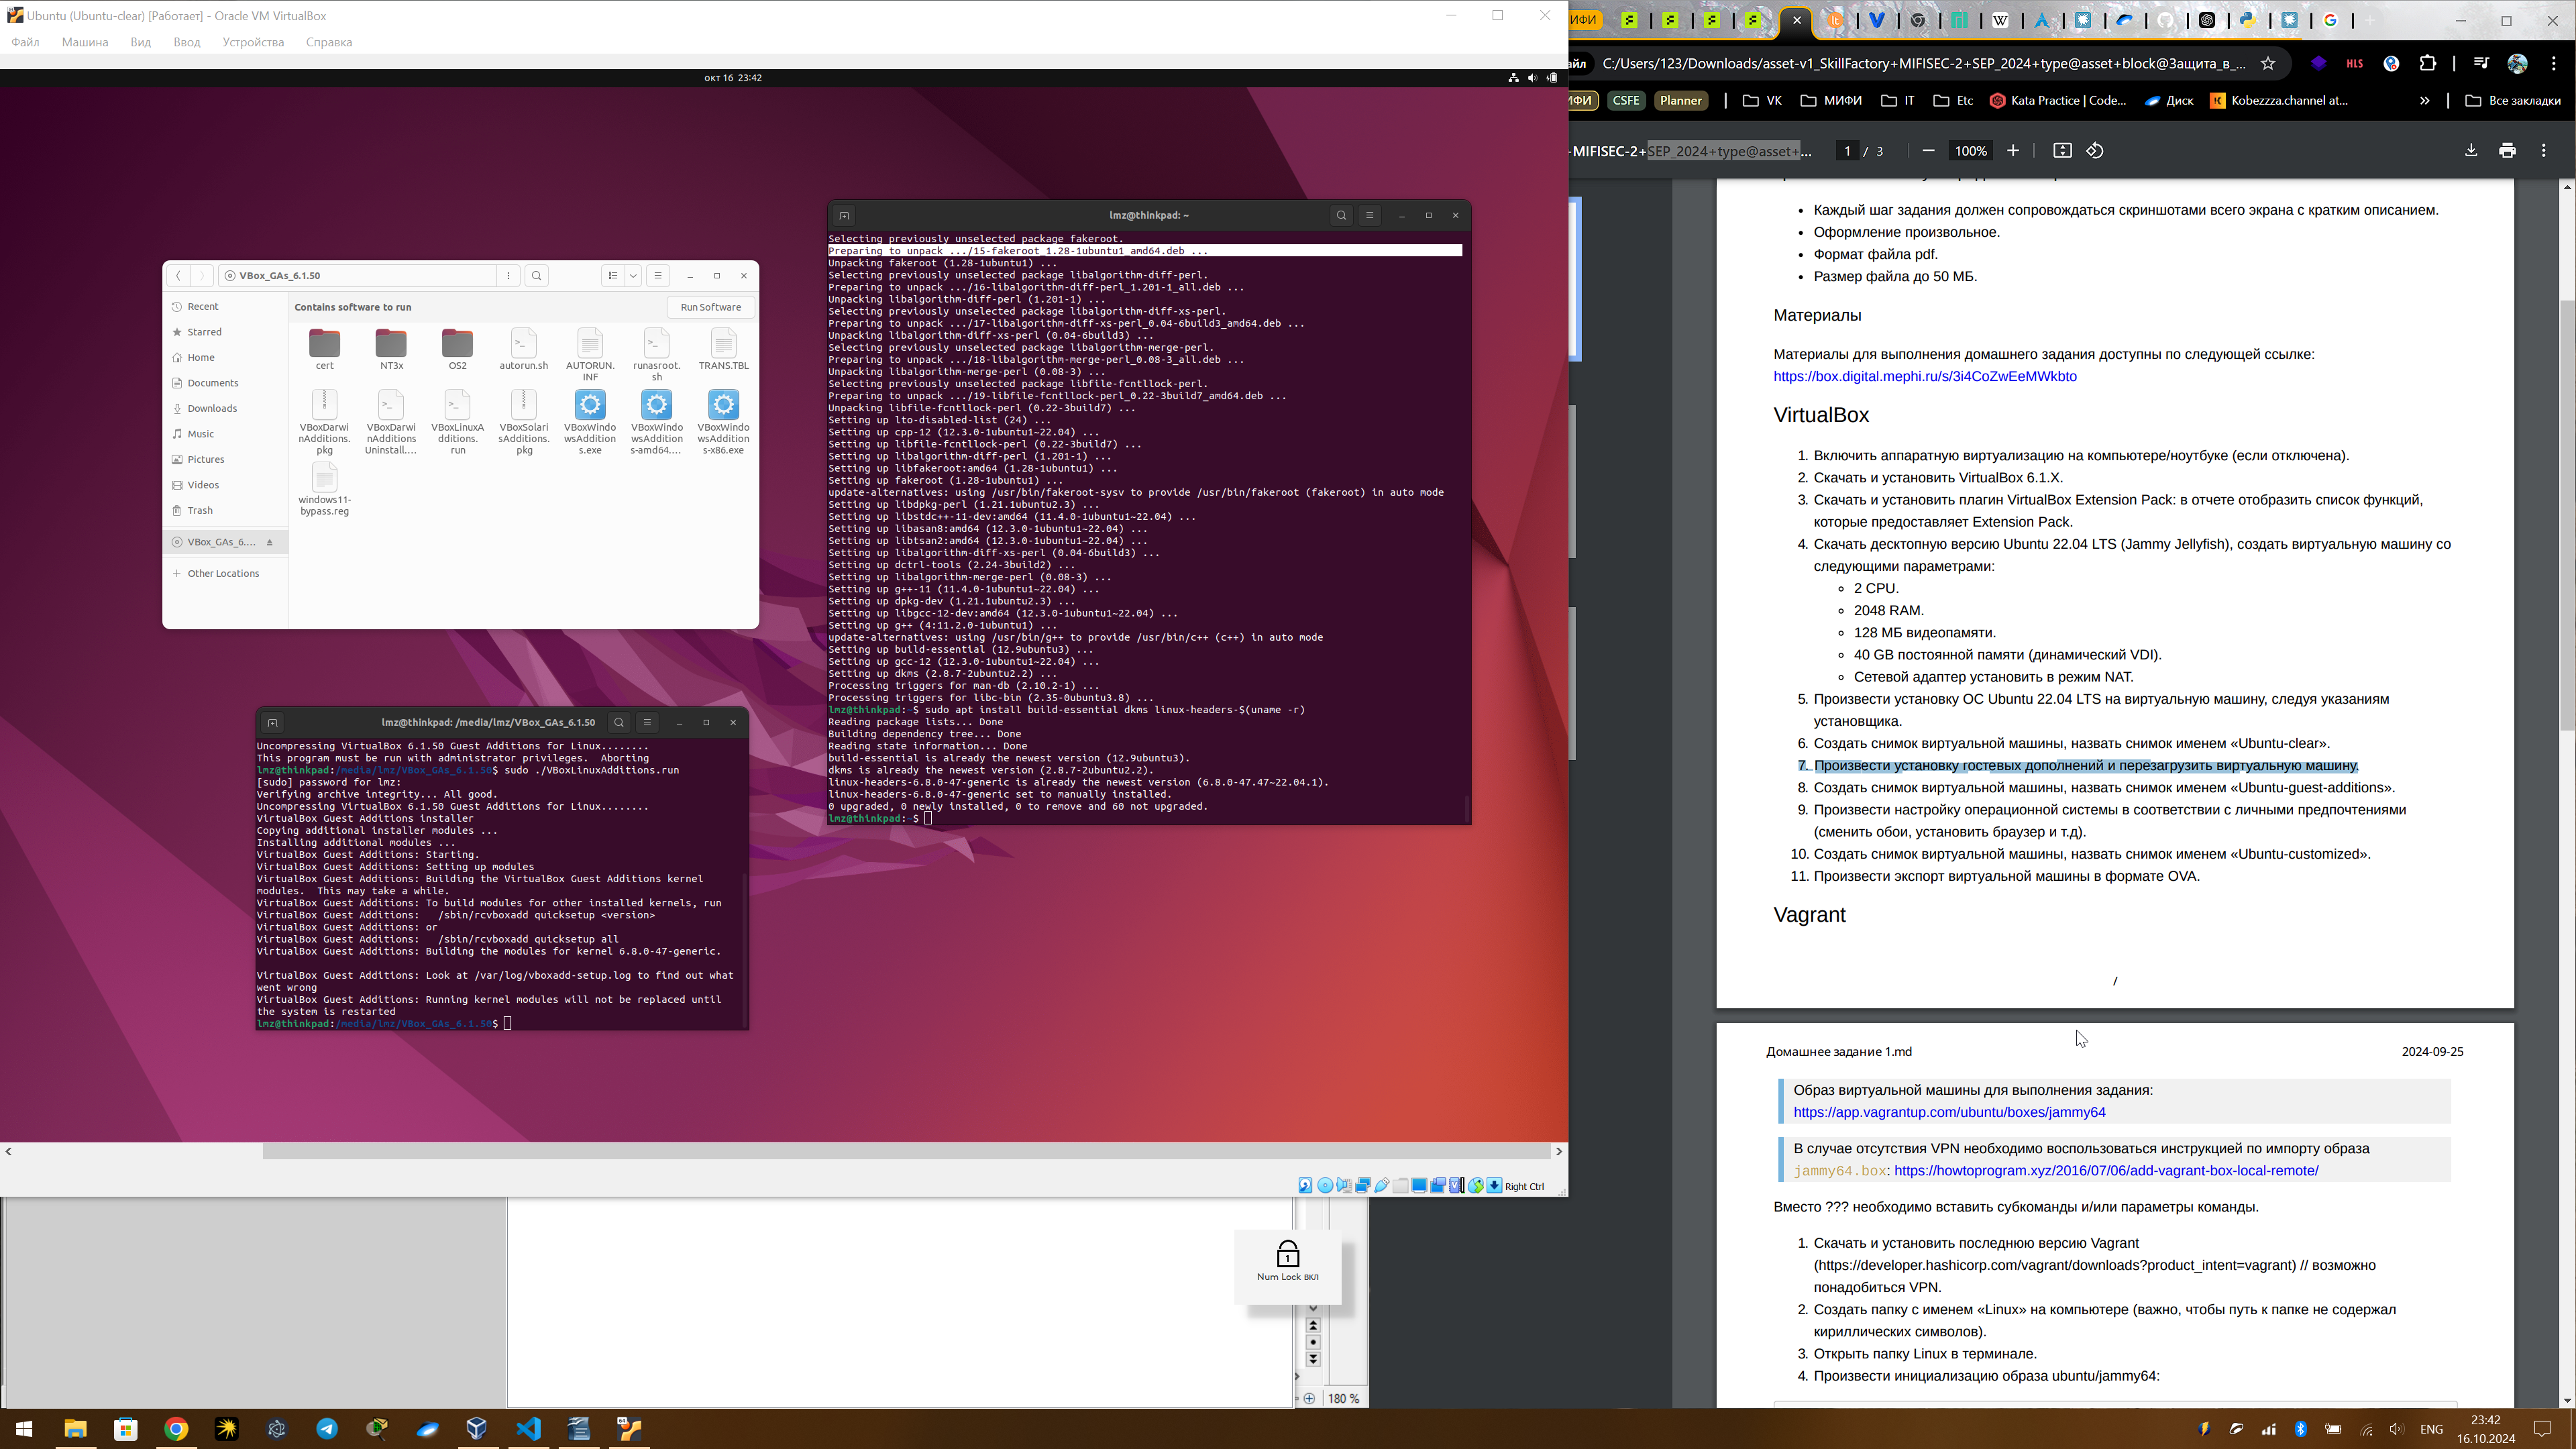 Ubuntu (Ubuntu-clear) [Работает] - Oracle VM VirtualBox
Файл Машина Вид Ввод Устройства Справка
окт 16 23:42
VBox_GAs_6.1.50
Recent
Starred
Home
Documents
Downloads
Music
Pictures
Videos
Trash
VBox_GAs_6....
Other Locations
Contains software to run
Run Software
cert
NT3x
OS2
autorun.sh
AUTORUN.
INF
runasroot.
sh
TRANS.TBL
VBoxDarwi
nAdditions.
pkg
VBoxDarwi
nAdditions
Uninstall....
VBoxLinuxA
dditions.
run
VBoxSolari
sAdditions.
pkg
VBoxWindo
wsAddition
s.exe
VBoxWindo
wsAddition
s-amd64....
VBoxWindo
wsAddition
s-x86.exe
windows11-
bypass.reg
lmz@thinkpad: ~
Selecting previously unselected package fakeroot.
Preparing to unpack .../15-fakeroot_1.28-1ubuntu1_amd64.deb ...
Unpacking fakeroot (1.28-1ubuntu1) ...
Selecting previously unselected package libalgorithm-diff-perl.
Preparing to unpack .../16-libalgorithm-diff-perl_1.201-1_all.deb ...
Unpacking libalgorithm-diff-perl (1.201-1) ...
Selecting previously unselected package libalgorithm-diff-xs-perl.
Preparing to unpack .../17-libalgorithm-diff-xs-perl_0.04-6build3_amd64.deb ...
Unpacking libalgorithm-diff-xs-perl (0.04-6build3) ...
Selecting previously unselected package libalgorithm-merge-perl.
Preparing to unpack .../18-libalgorithm-merge-perl_0.08-3_all.deb ...
Unpacking libalgorithm-merge-perl (0.08-3) ...
Selecting previously unselected package libfile-fcntllock-perl.
Preparing to unpack .../19-libfile-fcntllock-perl_0.22-3build7_amd64.deb ...
Unpacking libfile-fcntllock-perl (0.22-3build7) ...
Setting up lto-disabled-list (24) ...
Setting up cpp-12 (12.3.0-1ubuntu1~22.04) ...
Setting up libfile-fcntllock-perl (0.22-3build7) ...
Setting up libalgorithm-diff-perl (1.201-1) ...
Setting up libfakeroot:amd64 (1.28-1ubuntu1) ...
Setting up fakeroot (1.28-1ubuntu1) ...
update-alternatives: using /usr/bin/fakeroot-sysv to provide /usr/bin/fakeroot (fakeroot) in auto mode
Setting up libdpkg-perl (1.21.1ubuntu2.3) ...
Setting up libstdc++-11-dev:amd64 (11.4.0-1ubuntu1~22.04) ...
Setting up libasan8:amd64 (12.3.0-1ubuntu1~22.04) ...
Setting up libtsan2:amd64 (12.3.0-1ubuntu1~22.04) ...
Setting up libalgorithm-diff-xs-perl (0.04-6build3) ...
Setting up dctrl-tools (2.24-3build2) ...
Setting up libalgorithm-merge-perl (0.08-3) ...
Setting up g++-11 (11.4.0-1ubuntu1~22.04) ...
Setting up dpkg-dev (1.21.1ubuntu2.3) ...
Setting up libgcc-12-dev:amd64 (12.3.0-1ubuntu1~22.04) ...
Setting up g++ (4:11.2.0-1ubuntu1) ...
update-alternatives: using /usr/bin/g++ to provide /usr/bin/c++ (c++) in auto mode
Setting up build-essential (12.9ubuntu3) ...
Setting up gcc-12 (12.3.0-1ubuntu1~22.04) ...
Setting up dkms (2.8.7-2ubuntu2.2) ...
Processing triggers for man-db (2.10.2-1) ...
Processing triggers for libc-bin (2.35-0ubuntu3.8) ...
lmz@thinkpad:~$ sudo apt install build-essential dkms linux-headers-$(uname -r)
Reading package lists... Done
Building dependency tree... Done
Reading state information... Done
build-essential is already the newest version (12.9ubuntu3).
dkms is already the newest version (2.8.7-2ubuntu2.2).
linux-headers-6.8.0-47-generic is already the newest version (6.8.0-47.47~22.04.1).
linux-headers-6.8.0-47-generic set to manually installed.
0 upgraded, 0 newly installed, 0 to remove and 60 not upgraded.
lmz@thinkpad:~$
lmz@thinkpad: /media/lmz/VBox_GAs_6.1.50
Uncompressing VirtualBox 6.1.50 Guest Additions for Linux........
This program must be run with administrator privileges.  Aborting
lmz@thinkpad:/media/lmz/VBox_GAs_6.1.50$ sudo ./VBoxLinuxAdditions.run
[sudo] password for lmz:
Verifying archive integrity... All good.
Uncompressing VirtualBox 6.1.50 Guest Additions for Linux........
VirtualBox Guest Additions installer
Copying additional installer modules ...
Installing additional modules ...
VirtualBox Guest Additions: Starting.
VirtualBox Guest Additions: Setting up modules
VirtualBox Guest Additions: Building the VirtualBox Guest Additions kernel
modules.  This may take a while.
VirtualBox Guest Additions: To build modules for other installed kernels, run
VirtualBox Guest Additions:   /sbin/rcvboxadd quicksetup <version>
VirtualBox Guest Additions: or
VirtualBox Guest Additions:   /sbin/rcvboxadd quicksetup all
VirtualBox Guest Additions: Building the modules for kernel 6.8.0-47-generic.
VirtualBox Guest Additions: Look at /var/log/vboxadd-setup.log to find out what
went wrong
VirtualBox Guest Additions: Running kernel modules will not be replaced until
the system is restarted
lmz@thinkpad:/media/lmz/VBox_GAs_6.1.50$
Right Ctrl
Num Lock вкл
180 %
ИФИ
йл C:/Users/123/Downloads/asset-v1_SkillFactory+MIFISEC-2+SEP_2024+type@asset+block@Защита_в_...
HLS
ИФИ CSFE Planner VK МИФИ IT Etc Kata Practice | Code... Диск Kobezzza.channel at... » Все закладки
-MIFISEC-2+SEP_2024+type@asset+... 1 / 3 100%
• Каждый шаг задания должен сопровождаться скриншотами всего экрана с кратким описанием.
• Оформление произвольное.
• Формат файла pdf.
• Размер файла до 50 МБ.
Материалы
Материалы для выполнения домашнего задания доступны по следующей ссылке:
https://box.digital.mephi.ru/s/3i4CoZwEeMWkbto
VirtualBox
1. Включить аппаратную виртуализацию на компьютере/ноутбуке (если отключена).
2. Скачать и установить VirtualBox 6.1.X.
3. Скачать и установить плагин VirtualBox Extension Pack: в отчете отобразить список функций,
которые предоставляет Extension Pack.
4. Скачать десктопную версию Ubuntu 22.04 LTS (Jammy Jellyfish), создать виртуальную машину со
следующими параметрами:
2 CPU.
2048 RAM.
128 МБ видеопамяти.
40 GB постоянной памяти (динамический VDI).
Сетевой адаптер установить в режим NAT.
5. Произвести установку ОС Ubuntu 22.04 LTS на виртуальную машину, следуя указаниям
установщика.
6. Создать снимок виртуальной машины, назвать снимок именем «Ubuntu-clear».
7. Произвести установку гостевых дополнений и перезагрузить виртуальную машину.
8. Создать снимок виртуальной машины, назвать снимок именем «Ubuntu-guest-additions».
9. Произвести настройку операционной системы в соответствии с личными предпочтениями
(сменить обои, установить браузер и т.д).
10. Создать снимок виртуальной машины, назвать снимок именем «Ubuntu-customized».
11. Произвести экспорт виртуальной машины в формате OVA.
Vagrant
/
Домашнее задание 1.md 2024-09-25
Образ виртуальной машины для выполнения задания:
https://app.vagrantup.com/ubuntu/boxes/jammy64
В случае отсутствия VPN необходимо воспользоваться инструкцией по импорту образа
jammy64.box: https://howtoprogram.xyz/2016/07/06/add-vagrant-box-local-remote/
Вместо ??? необходимо вставить субкоманды и/или параметры команды.
1. Скачать и установить последнюю версию Vagrant
(https://developer.hashicorp.com/vagrant/downloads?product_intent=vagrant) // возможно
понадобиться VPN.
2. Создать папку с именем «Linux» на компьютере (важно, чтобы путь к папке не содержал
кириллических символов).
3. Открыть папку Linux в терминале.
4. Произвести инициализацию образа ubuntu/jammy64:
ENG
23:42
16.10.2024